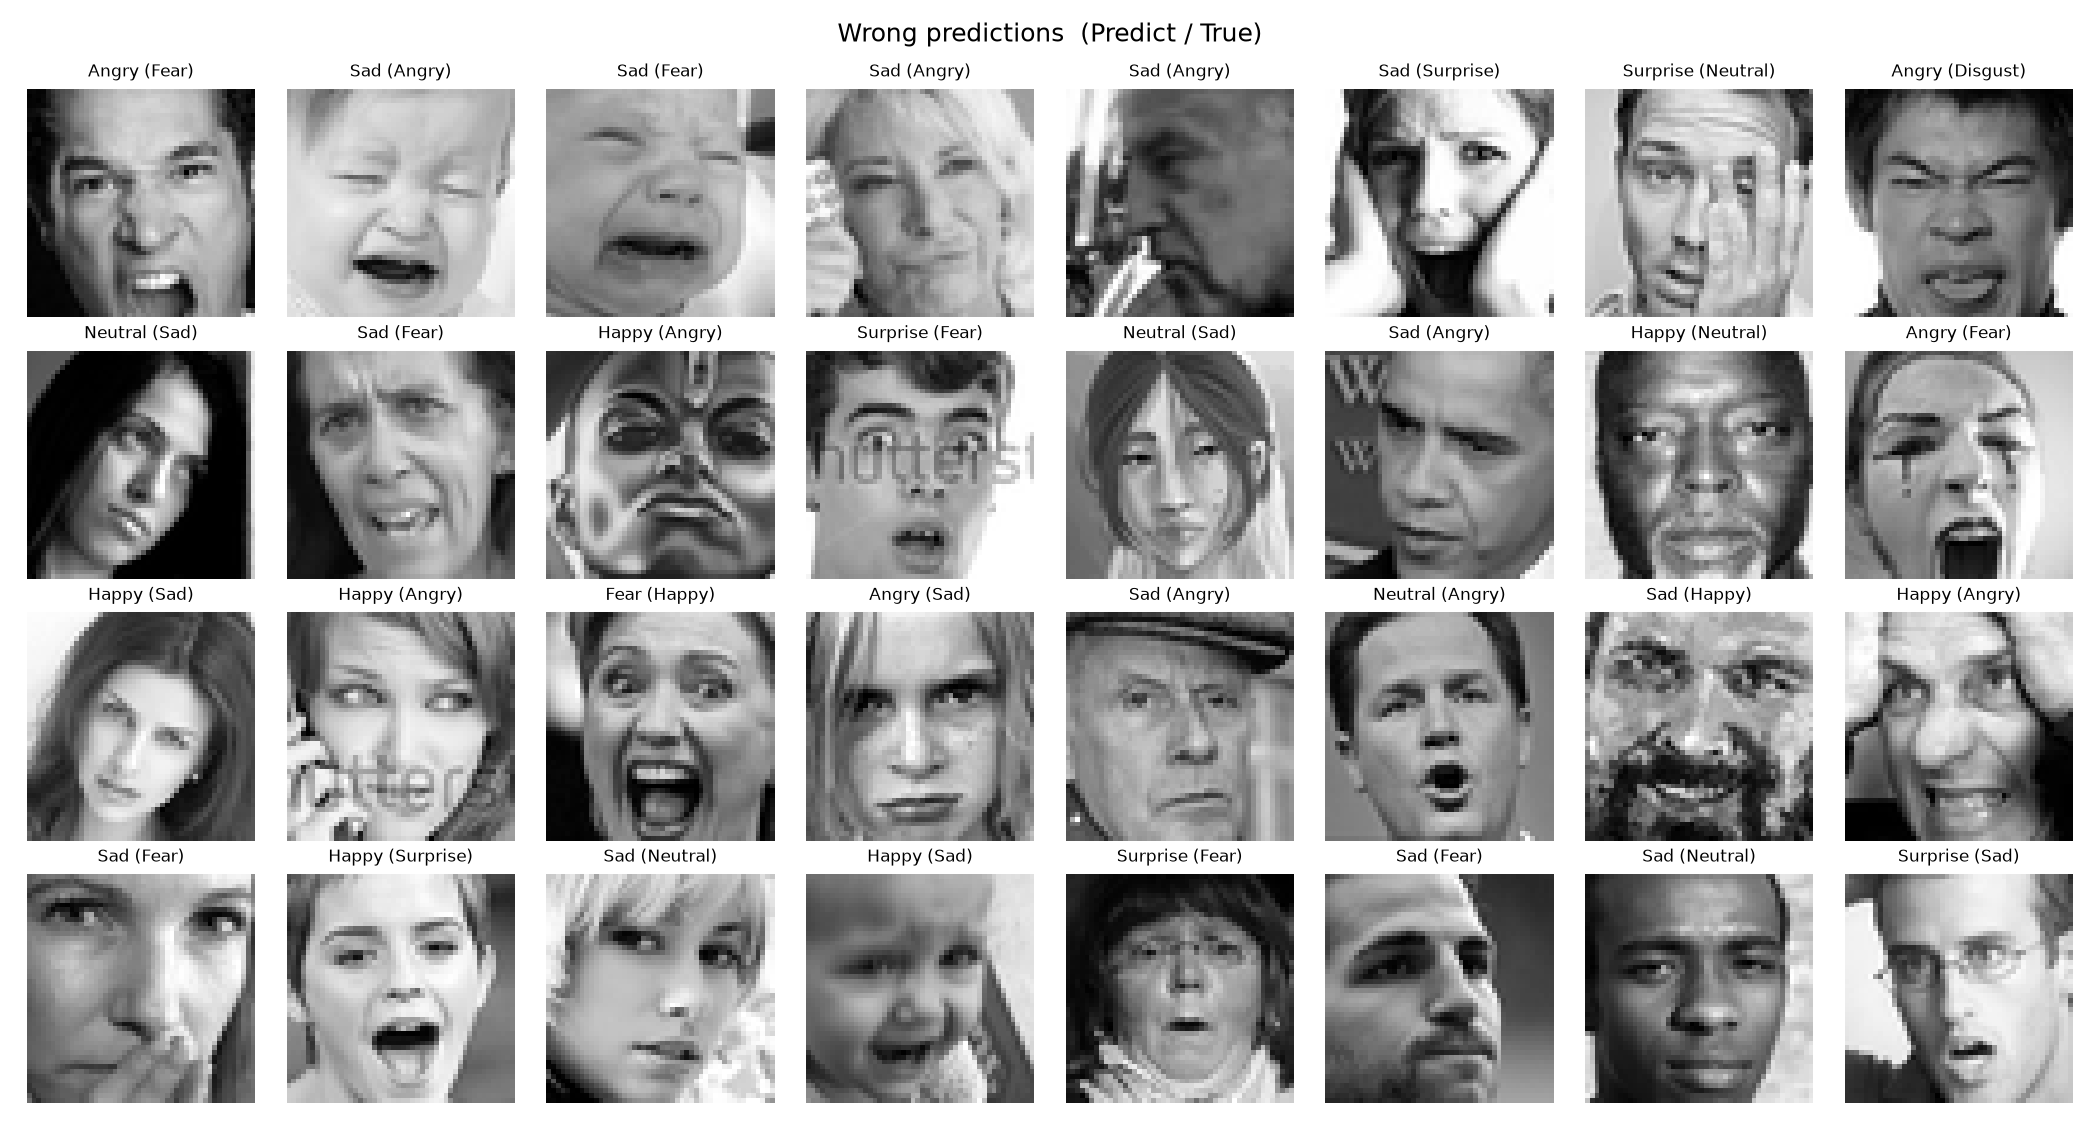 Wrong predictions  (Predict / True)
Angry (Fear)
Sad (Angry)
Sad (Fear)
Sad (Angry)
Sad (Angry)
Sad (Surprise)
Surprise (Neutral)
Angry (Disgust)
Neutral (Sad)
Sad (Fear)
Happy (Angry)
Surprise (Fear)
Neutral (Sad)
Sad (Angry)
Happy (Neutral)
Angry (Fear)
hutterst
W
W
Happy (Sad)
Happy (Angry)
Fear (Happy)
Angry (Sad)
Sad (Angry)
Neutral (Angry)
Sad (Happy)
Happy (Angry)
utters
Sad (Fear)
Happy (Surprise)
Sad (Neutral)
Happy (Sad)
Surprise (Fear)
Sad (Fear)
Sad (Neutral)
Surprise (Sad)